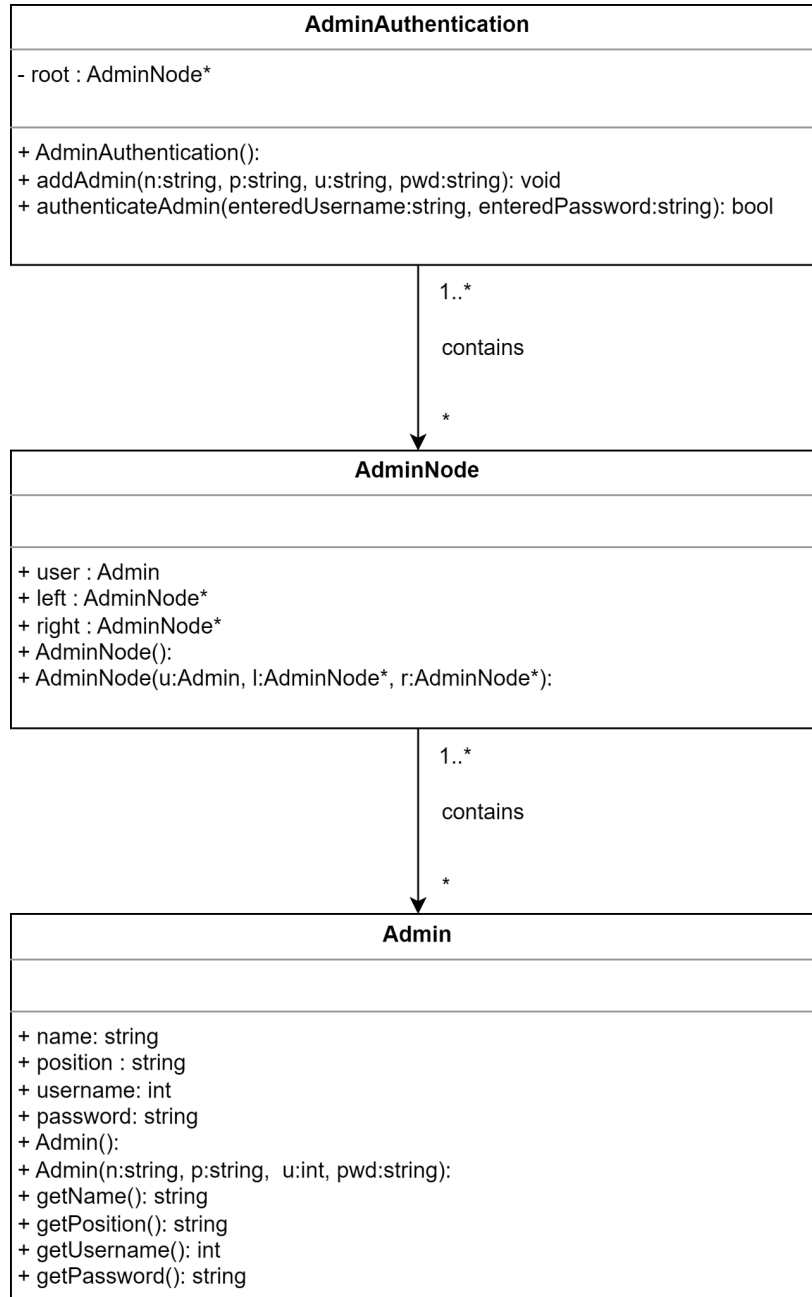 AdminAuthentication
- root : AdminNode*
+ AdminAuthentication():
+ addAdmin(n:string, p:string, u:string, pwd:string): void
+ authenticateAdmin(enteredUsername:string, enteredPassword:string): bool
1..*
contains
*
AdminNode
+ user : Admin
+ left : AdminNode*
+ right : AdminNode*
+ AdminNode():
+ AdminNode(u:Admin, l:AdminNode*, r:AdminNode*):
1..*
contains
*
Admin
+ name: string
+ position : string
+ username: int
+ password: string
+ Admin():
+ Admin(n:string, p:string,  u:int, pwd:string):
+ getName(): string
+ getPosition(): string
+ getUsername(): int
+ getPassword(): string